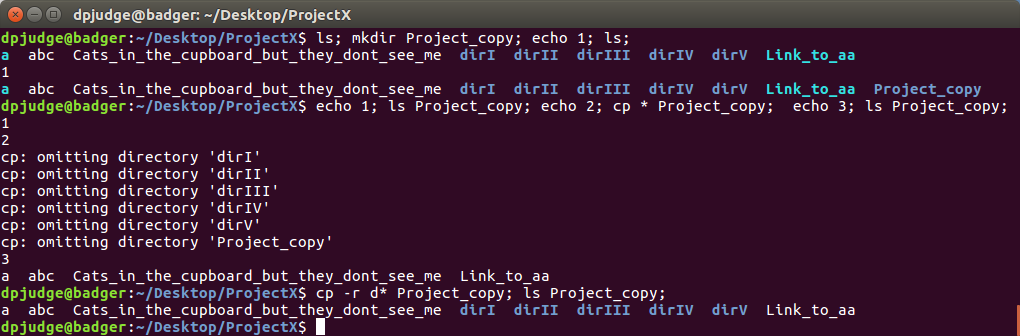 dpjudge@badger: ~/Desktop/ProjectX
dpjudge@badger:~/Desktop/ProjectX$ ls; mkdir Project_copy; echo 1; ls;
a  abc  Cats_in_the_cupboard_but_they_dont_see_me  dirI  dirII  dirIII  dirIV  dirV  Link_to_aa
1
a  abc  Cats_in_the_cupboard_but_they_dont_see_me  dirI  dirII  dirIII  dirIV  dirV  Link_to_aa  Project_copy
dpjudge@badger:~/Desktop/ProjectX$ echo 1; ls Project_copy; echo 2; cp * Project_copy;  echo 3; ls Project_copy;
1
2
cp: omitting directory 'dirI'
cp: omitting directory 'dirII'
cp: omitting directory 'dirIII'
cp: omitting directory 'dirIV'
cp: omitting directory 'dirV'
cp: omitting directory 'Project_copy'
3
a  abc  Cats_in_the_cupboard_but_they_dont_see_me  Link_to_aa
dpjudge@badger:~/Desktop/ProjectX$ cp -r d* Project_copy; ls Project_copy;
a  abc  Cats_in_the_cupboard_but_they_dont_see_me  dirI  dirII  dirIII  dirIV  dirV  Link_to_aa
dpjudge@badger:~/Desktop/ProjectX$